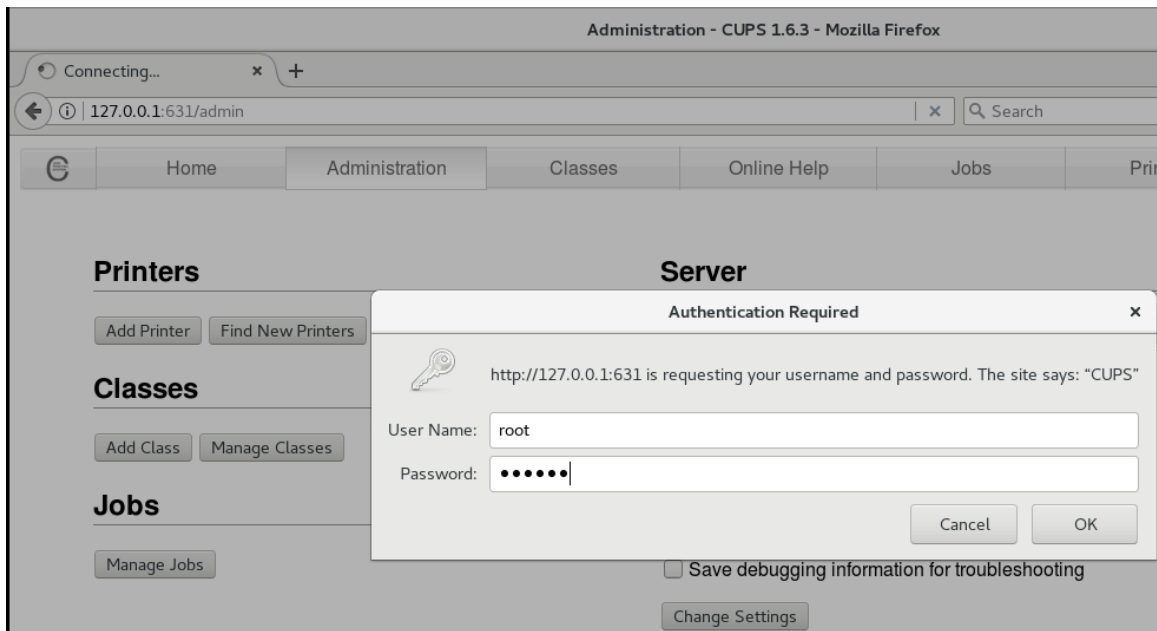 Administration - CUPS 1.6.3 - Mozilla Firefox
Connecting...
127.0.0.1:631/admin
Search
Home Administration Classes Online Help Jobs
Printers
Server
Authentication Required
Add Printer Find New Printers
http://127.0.0.1:631 is requesting your username and password. The site says: “CUPS”
Classes
User Name: root
Add Class Manage Classes
Password: ••••••
Jobs
Cancel OK
Manage Jobs
Save debugging information for troubleshooting
Change Settings